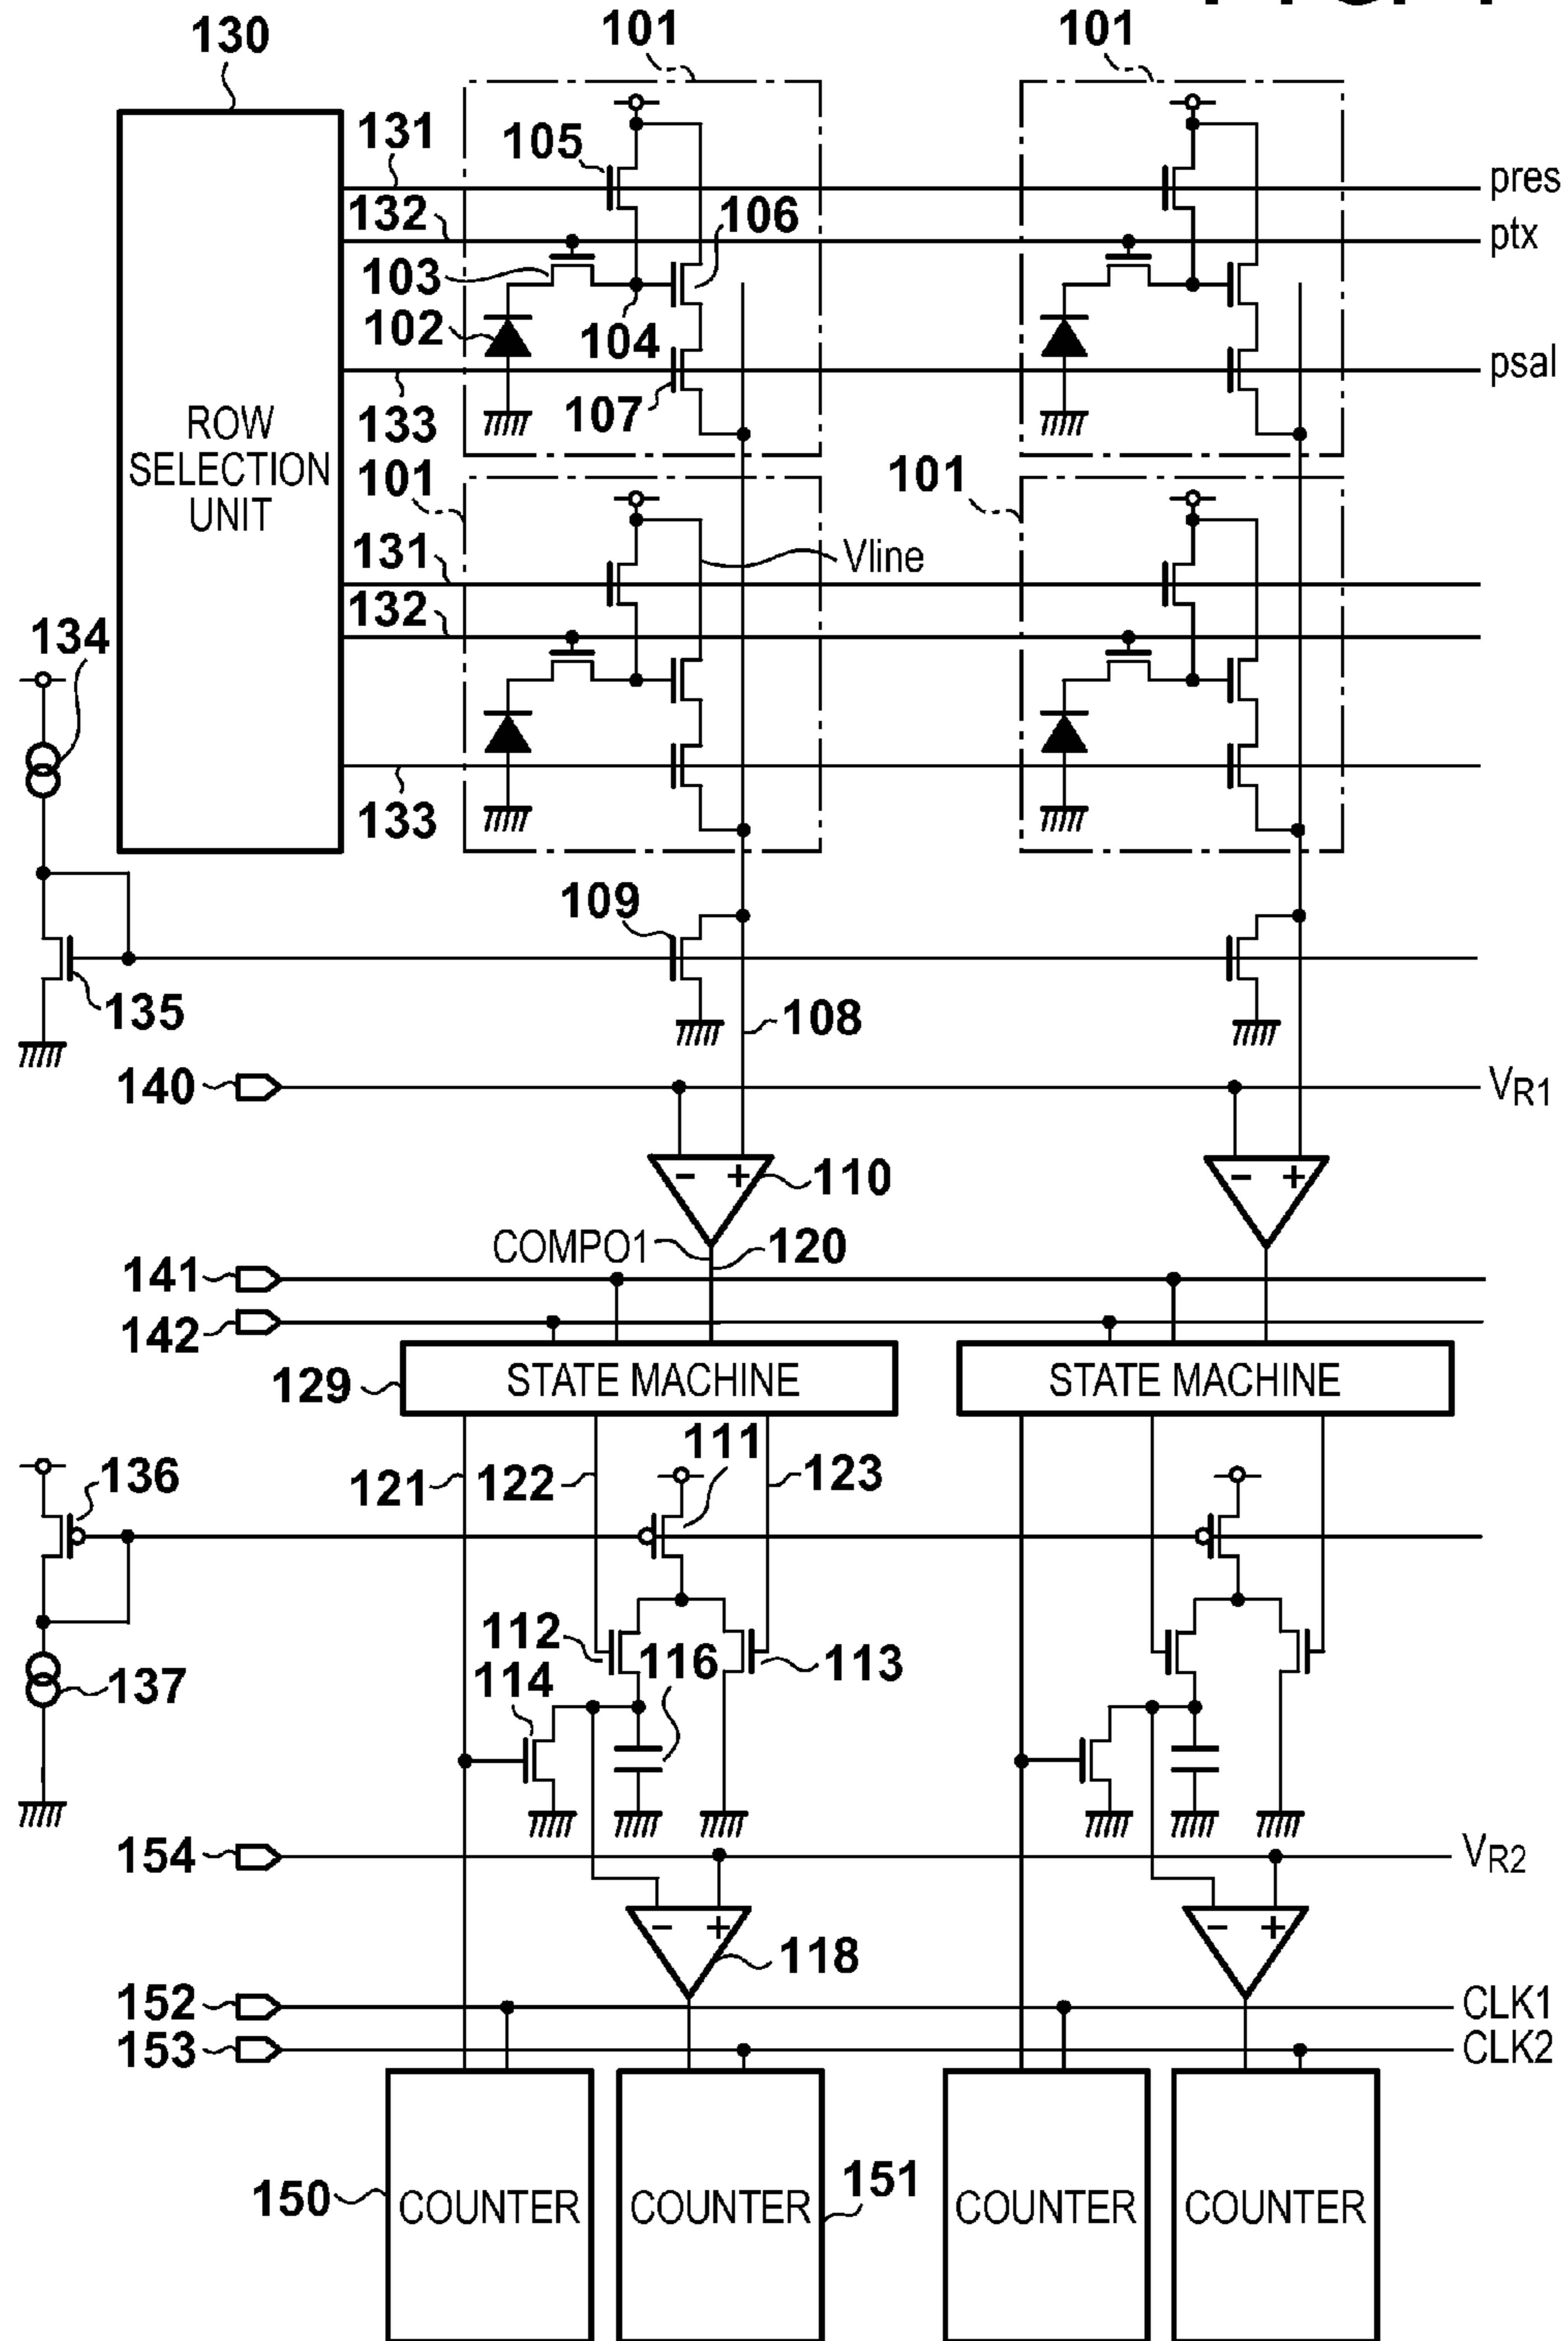 130
101
101
131
105
pres
132
106
ptx
103
102
104
psal
ROW
SELECTION
UNIT
133
107
101
101
131
Vline
132
134
133
109
135
108
140
VR1
- +
110
- +
COMPO1
120
141
142
129
STATE MACHINE
STATE MACHINE
111
136
121
122
123
112
116
113
114
137
154
VR2
- +
- +
118
152
CLK1
153
CLK2
150
COUNTER
COUNTER
151
COUNTER
COUNTER